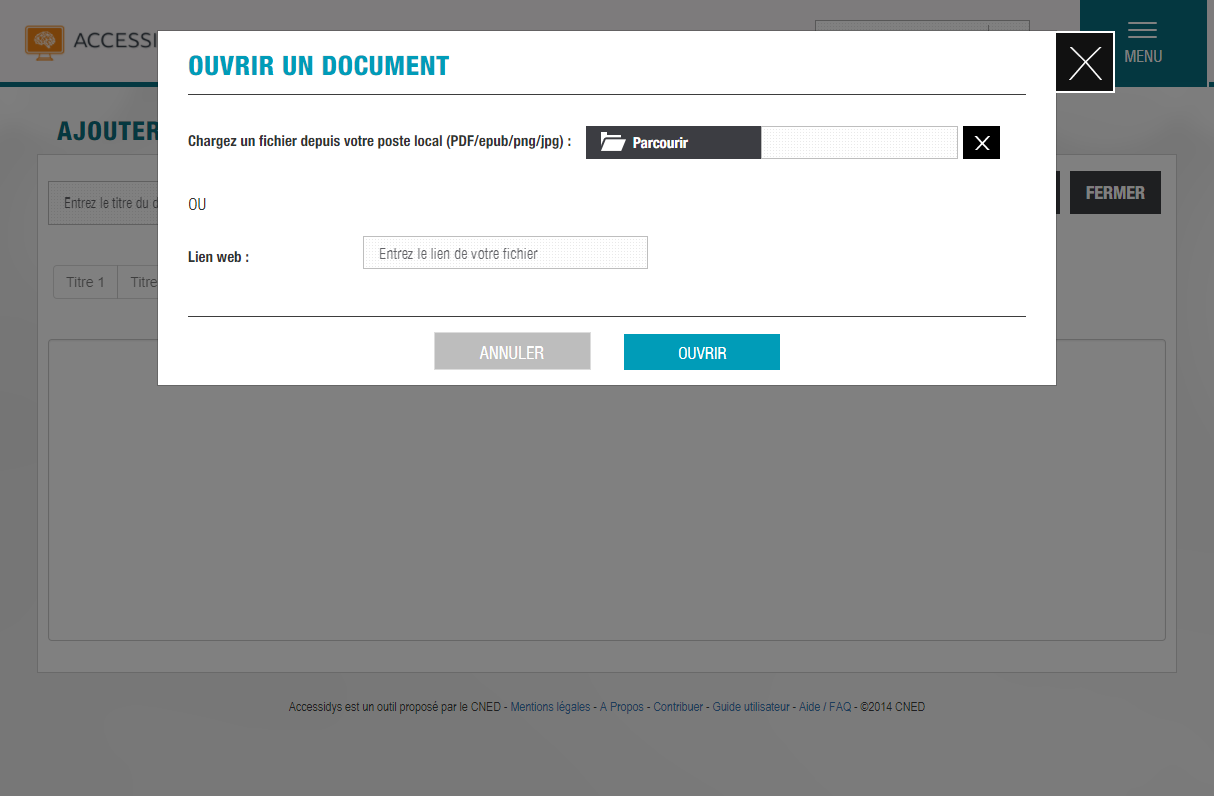 ACCESSI
MENU
OUVRIR UN DOCUMENT
AJOUTER
Chargez un fichier depuis votre poste local (PDF/epub/png/jpg) :
Parcourir
X
FERMER
Entrez le titre du d
OU
Lien web :
Entrez le lien de votre fichier
Titre 1
Titre
ANNULER
OUVRIR
Accessidys est un outil proposé par le CNED - Mentions légales - A Propos - Contribuer - Guide utilisateur - Aide / FAQ - ©2014 CNED